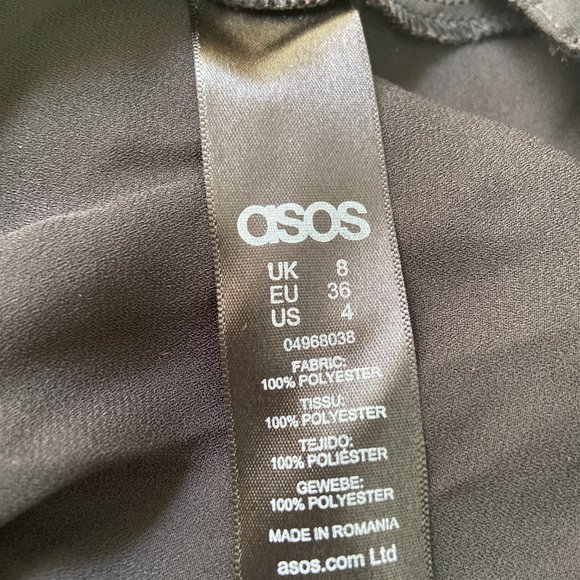 asos
UK 8
EU 36
US 4
04968038
FABRIC:
100% POLYESTER
TISSU:
100% POLYESTER
TEJIDO:
100% POLIÉSTER
GEWEBE:
100% POLYESTER
MADE IN ROMANIA
asos.com Ltd